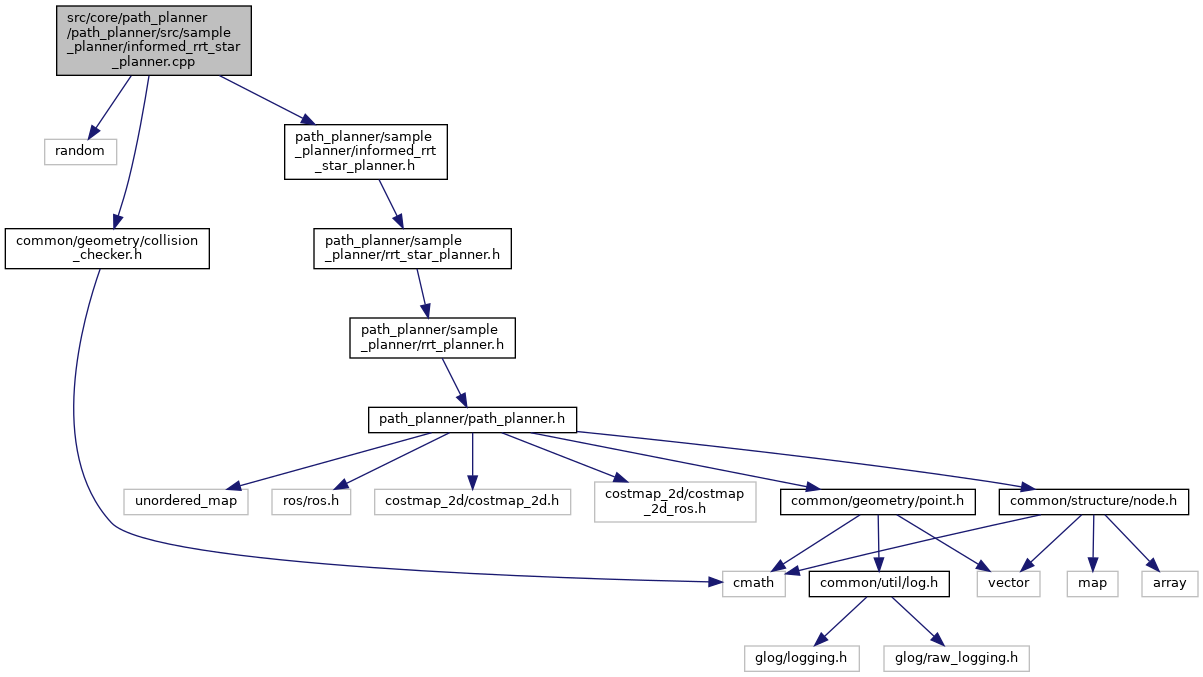 src/core/path_planner
/path_planner/src/sample
_planner/informed_rrt_star
_planner.cpp
random
path_planner/sample
_planner/informed_rrt
_star_planner.h
common/geometry/collision
_checker.h
path_planner/sample
_planner/rrt_star_planner.h
path_planner/sample
_planner/rrt_planner.h
path_planner/path_planner.h
unordered_map
ros/ros.h
costmap_2d/costmap_2d.h
costmap_2d/costmap
_2d_ros.h
common/geometry/point.h
common/structure/node.h
cmath
common/util/log.h
vector
map
array
glog/logging.h
glog/raw_logging.h